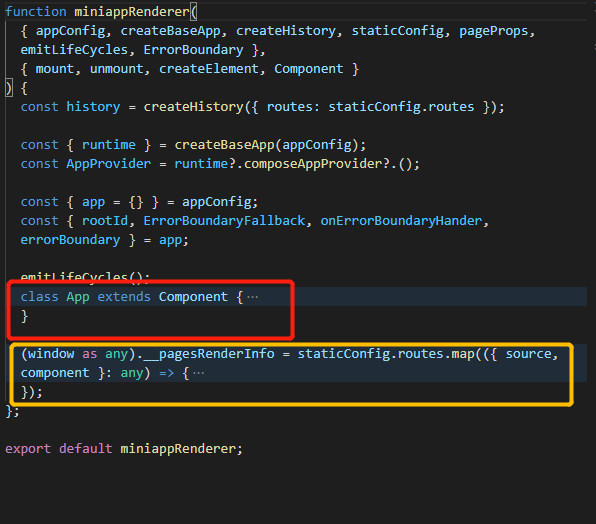 function miniappRenderer(
{ appConfig, createBaseApp, createHistory, staticConfig, pageProps,
emitLifeCycles, ErrorBoundary },
{ mount, unmount, createElement, Component }
) {
const history = createHistory({ routes: staticConfig.routes });
const { runtime } = createBaseApp(appConfig);
const AppProvider = runtime?.composeAppProvider?.();
const { app = {} } = appConfig;
const { rootId, ErrorBoundaryFallback, onErrorBoundaryHander,
errorBoundary } = app;
emitLifeCycles();
class App extends Component {⋯
}
(window as any).__pagesRenderInfo = staticConfig.routes.map(({ source,
component }: any) => {⋯
});
};
export default miniappRenderer;